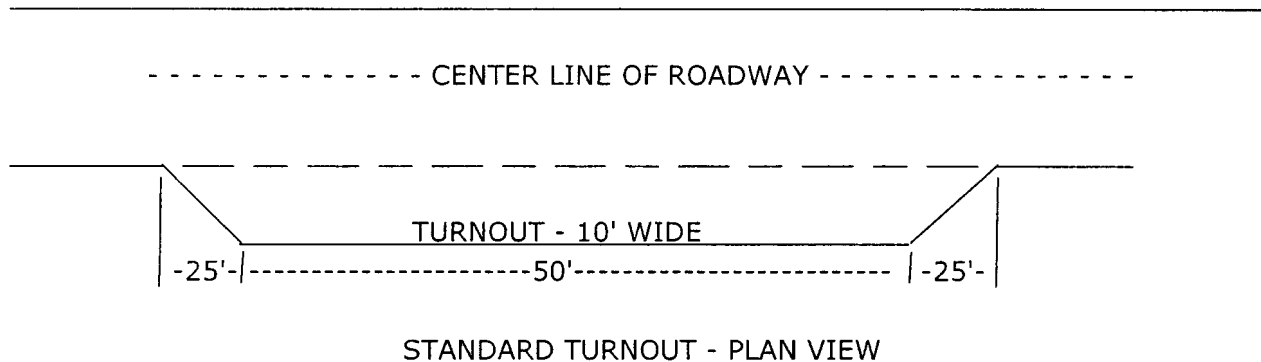 - - - - - - - - - - - - - CENTER LINE OF ROADWAY - - - - - - - - - - - - - - -
TURNOUT - 10' WIDE
-25'-|-----------------------------50'--------------------------------- |-25'-
STANDARD TURNOUT - PLAN VIEW